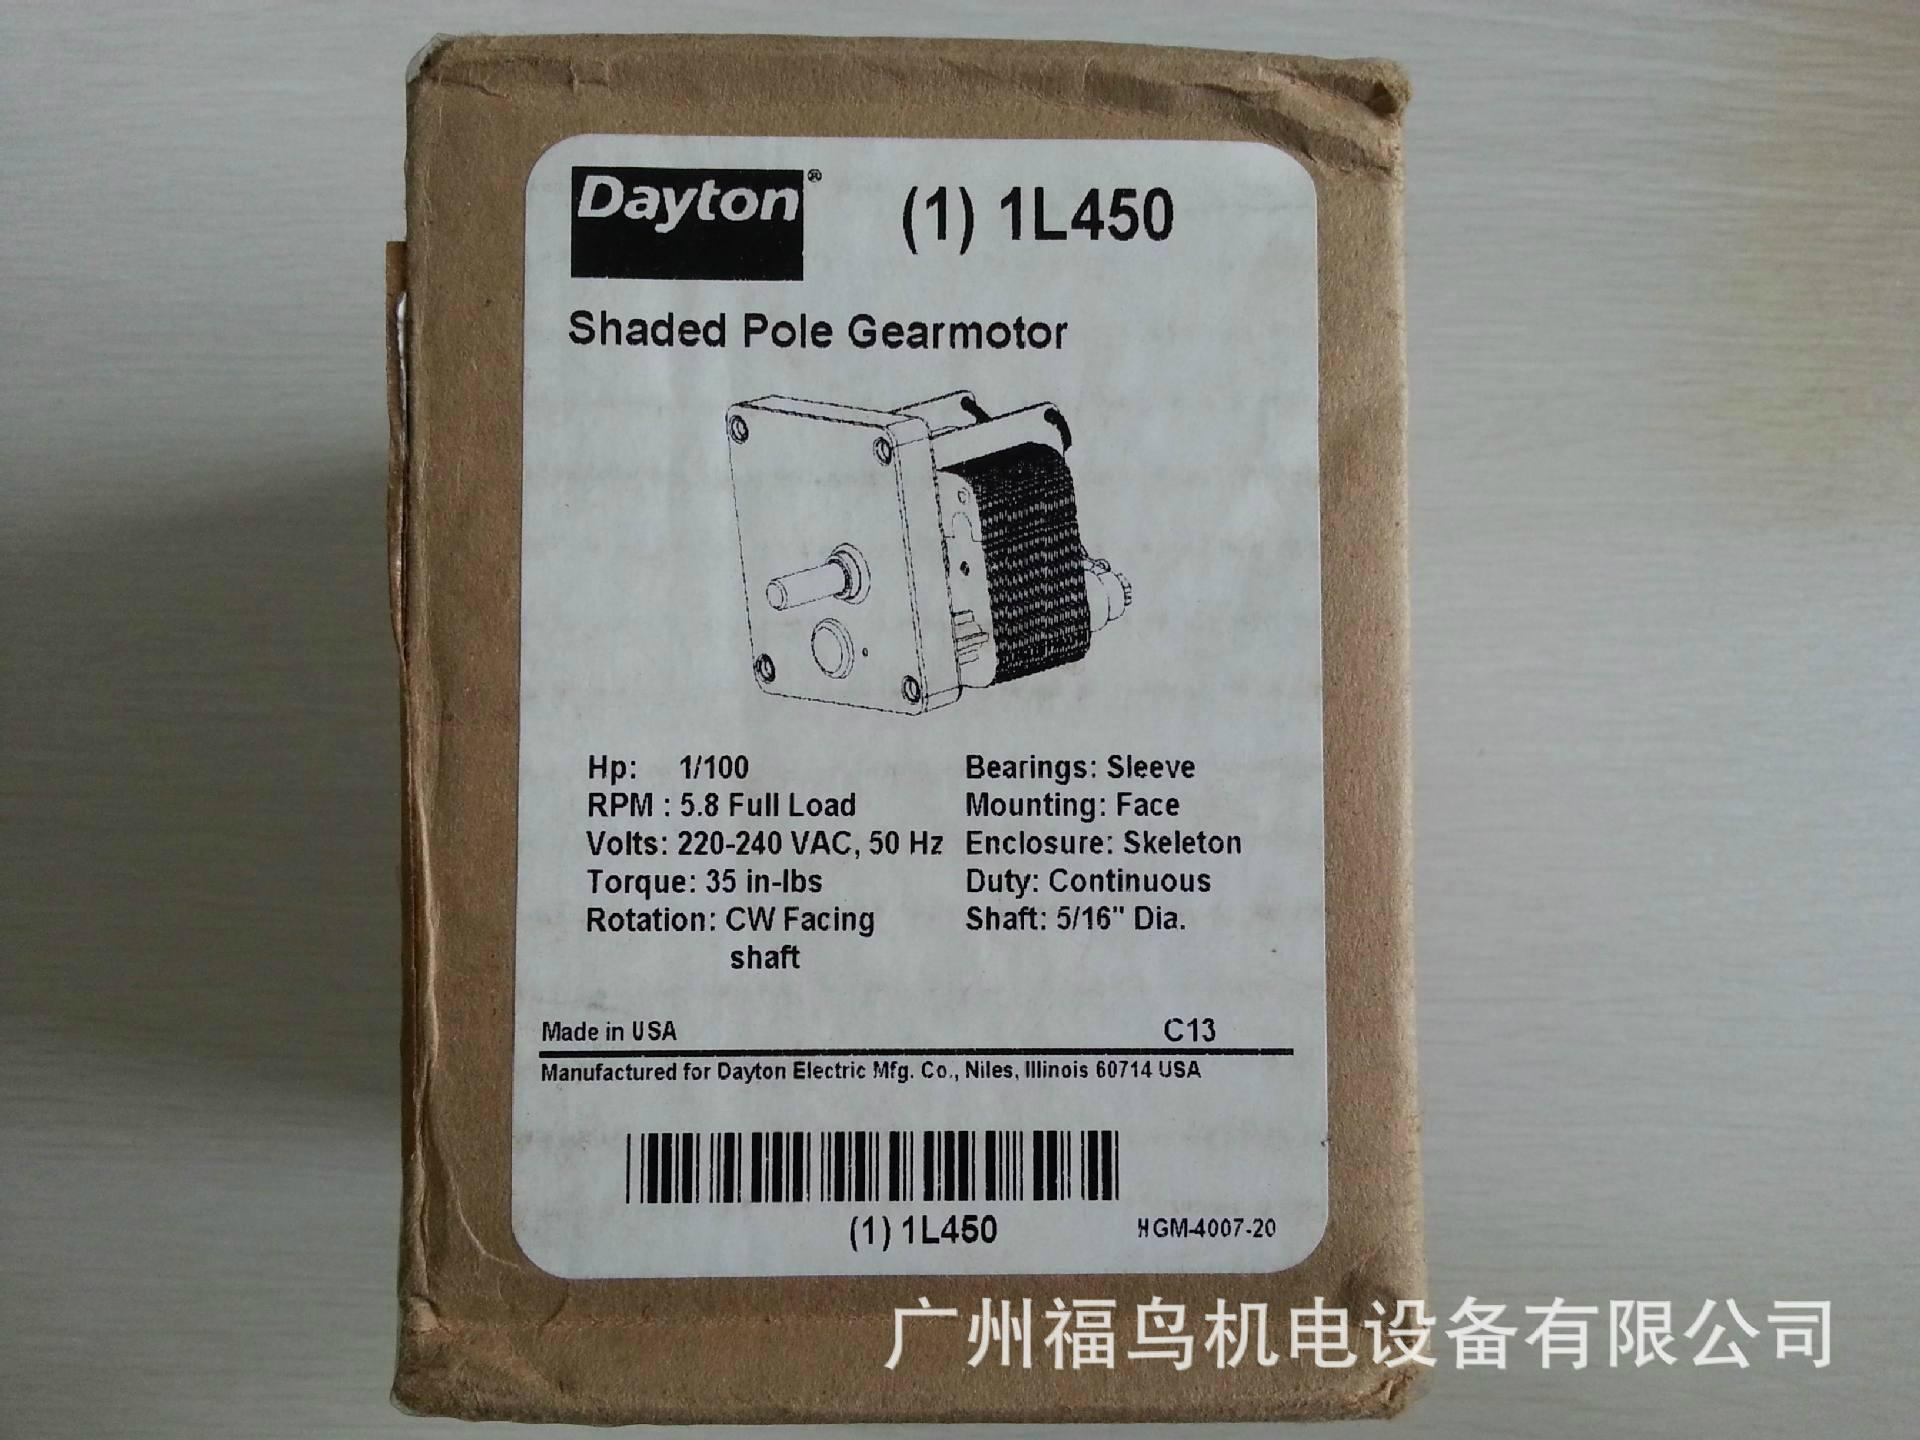 Dayton®
(1) 1L450
Shaded Pole Gearmotor
Hp: 1/100
RPM : 5.8 Full Load
Volts: 220-240 VAC, 50 Hz
Torque: 35 in-lbs
Rotation: CW Facing
shaft
Bearings: Sleeve
Mounting: Face
Enclosure: Skeleton
Duty: Continuous
Shaft: 5/16" Dia.
Made in USA
C13
Manufactured for Dayton Electric Mfg. Co., Niles, Illinois 60714 USA
(1) 1L450
HGM-4007-20
广州福鸟机电设备有限公司